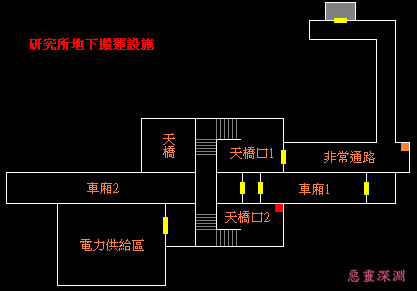 研究所地下搬運設施
天橋
天橋口1
非常通路
車廂2
車廂1
天橋口2
電力供給區
惡靈深淵